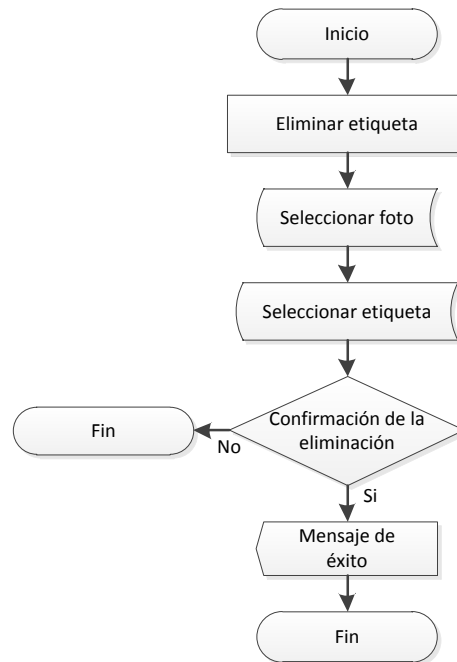 Inicio
Eliminar etiqueta
Seleccionar foto
Seleccionar etiqueta
Confirmación de la
eliminación
Fin
No
Si
Mensaje de
éxito
Fin